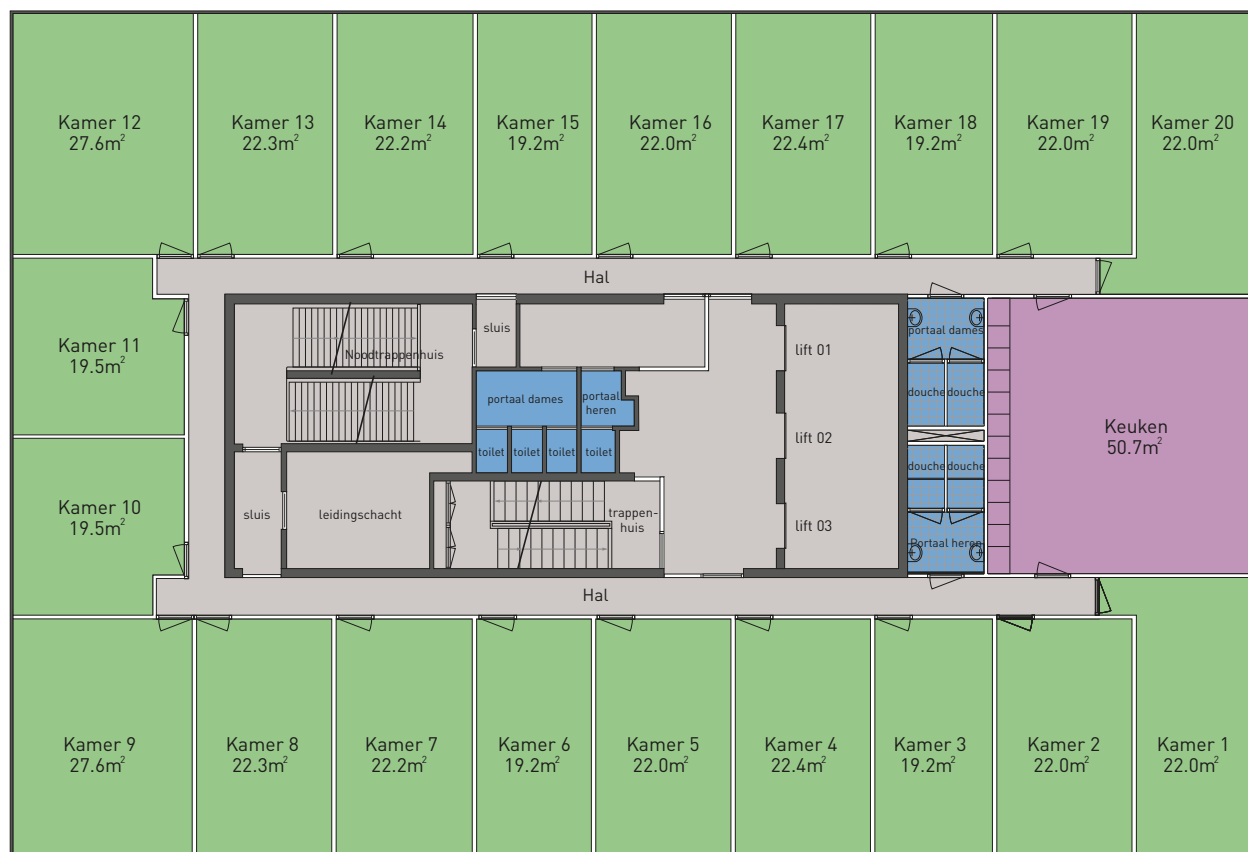 Kamer 12
27.6m²
Kamer 13
22.3m²
Kamer 14
22.2m²
Kamer 15
19.2m²
Kamer 16
22.0m²
Kamer 17
22.4m²
Kamer 18
19.2m²
Kamer 19
22.0m²
Kamer 20
22.0m²
Hal
Kamer 11
19.5m²
Noodtrappenhuis
sluis
lift 01
portaal dames
douche
douche
portaal dames
portaal
heren
toilet
toilet
toilet
toilet
lift 02
Keuken
50.7m²
douche
douche
Kamer 10
19.5m²
sluis
leidingschacht
trappen-
huis
lift 03
Portaal heren
Hal
Kamer 9
27.6m²
Kamer 8
22.3m²
Kamer 7
22.2m²
Kamer 6
19.2m²
Kamer 5
22.0m²
Kamer 4
22.4m²
Kamer 3
19.2m²
Kamer 2
22.0m²
Kamer 1
22.0m²